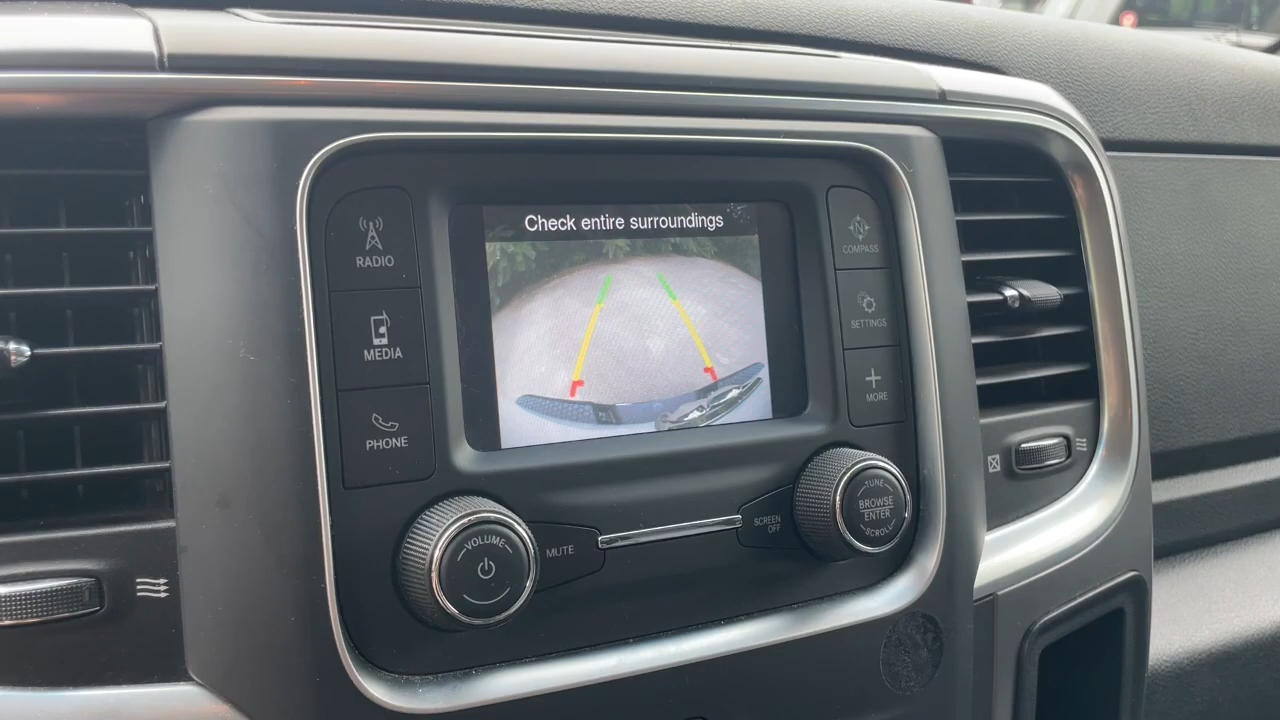 Check entire surroundings
RADIO
MEDIA
PHONE
N
COMPASS
SETTINGS
MORE
VOLUME
MUTE
SCREEN
OFF
TUNE
BROWSE
ENTER
SCROLL